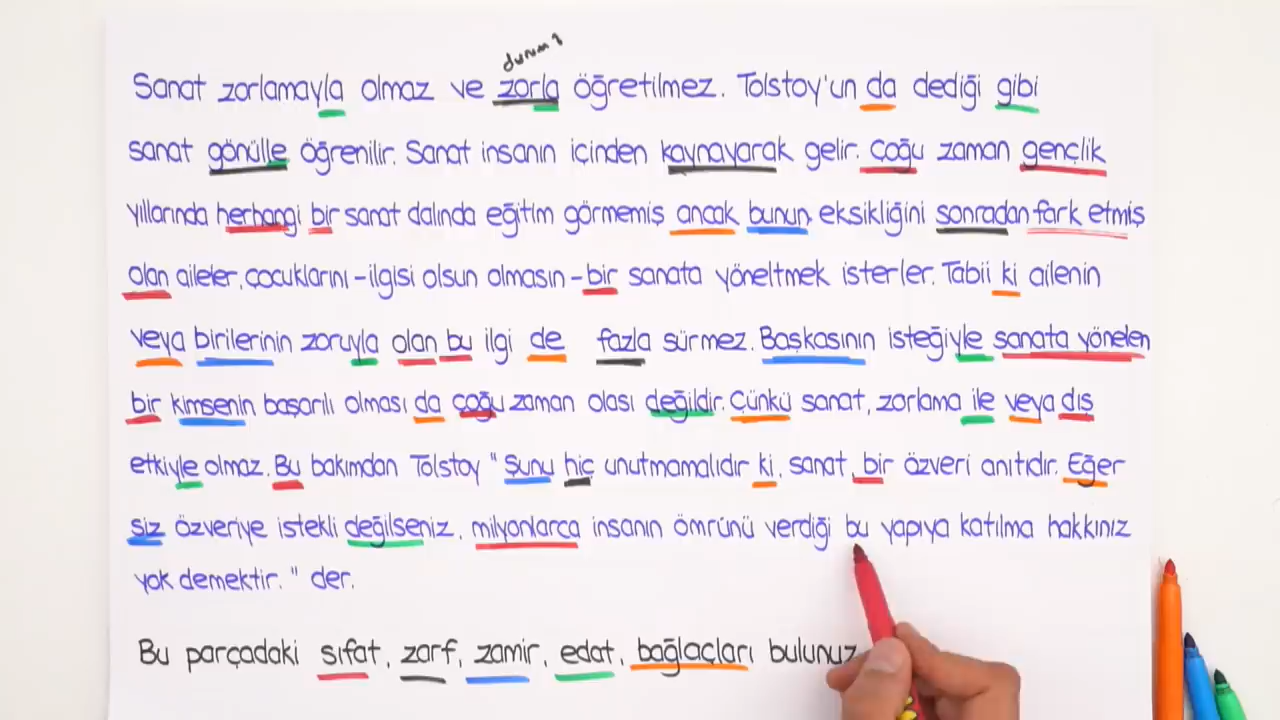 durum 1
Sanat zorlamayla olmaz ve zorla öğretilmez. Tolstoy'un da dediği gibi
sanat gönülle öğrenilir. Sanat insanın içinden kaynayarak gelir. Çoğu zaman gençlik
yıllarında herhangi bir sanat dalında eğitim görmemiş ancak bunun eksikliğini sonradan fark etmiş
olan aileler, çocuklarını - ilgisi olsun olmasın - bir sanata yöneltmek isterler. Tabii ki ailenin
veya birilerinin zoruyla olan bu ilgi de fazla sürmez. Başkasının isteğiyle sanata yönelen
bir kimsenin başarılı olması da çoğu zaman olası değildir. Çünkü sanat, zorlama ile veya dış
etkiyle olmaz. Bu bakımdan Tolstoy " Şunu hiç unutmamalıdır ki, sanat, bir özveri anıtıdır. Eğer
siz özveriye istekli değilseniz, milyonlarca insanın ömrünü verdiği bu yapıya katılma hakkınız
yok demektir. " der.
Bu parçadaki sıfat, zarf, zamir, edat, bağlaçları bulunuz